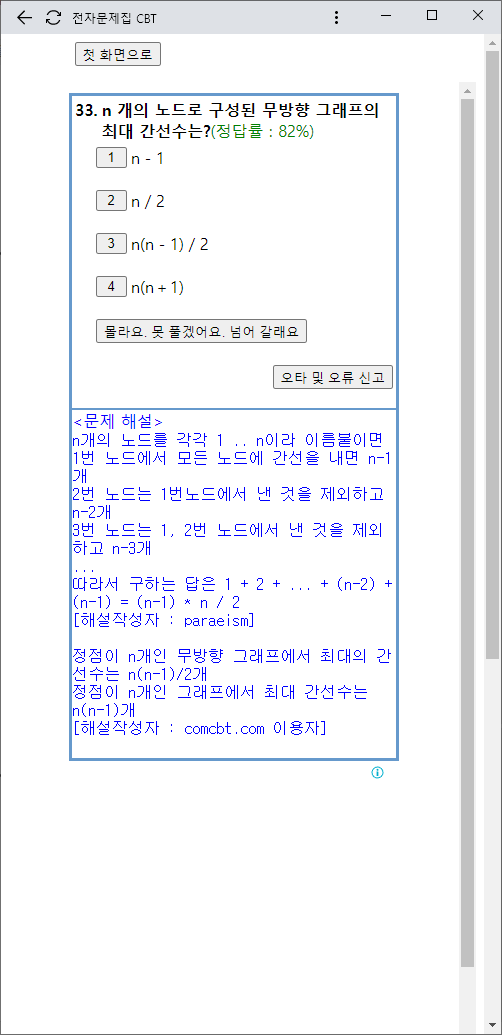 전자문제집 CBT
첫 화면으로
33. n 개의 노드로 구성된 무방향 그래프의
최대 간선수는?(정답률 : 82%)
1 n - 1
2 n / 2
3 n(n - 1) / 2
4 n(n + 1)
몰라요. 못 풀겠어요. 넘어 갈래요
오타 및 오류 신고
<문제 해설>
n개의 노드를 각각 1 .. n이라 이름붙이면
1번 노드에서 모든 노드에 간선을 내면 n-1
개
2번 노드는 1번노드에서 낸 것을 제외하고
n-2개
3번 노드는 1, 2번 노드에서 낸 것을 제외
하고 n-3개
...
따라서 구하는 답은 1 + 2 + ... + (n-2) +
(n-1) = (n-1) * n / 2
[해설작성자 : paraeism]
정점이 n개인 무방향 그래프에서 최대의 간
선수는 n(n-1)/2개
정점이 n개인 그래프에서 최대 간선수는
n(n-1)개
[해설작성자 : comcbt.com 이용자]